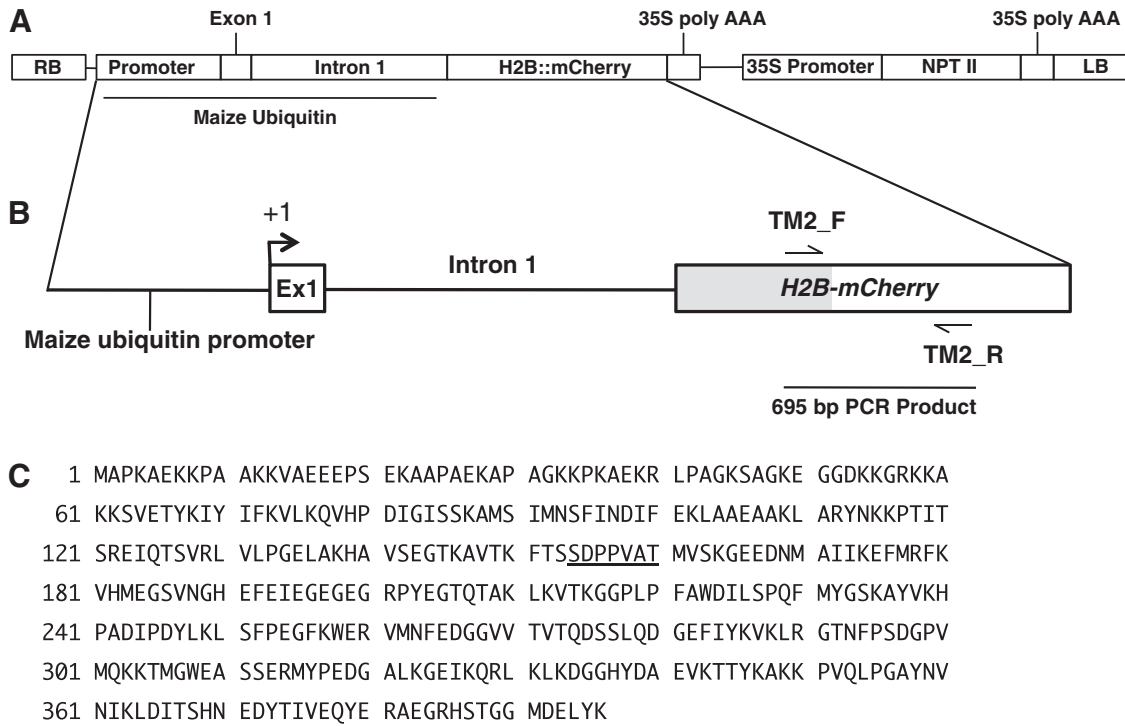 A
Exon 1
35S poly AAA
35S poly AAA
RB
Promoter
Intron 1
H2B::mCherry
35S Promoter
NPT II
LB
Maize Ubiquitin
B
+1
TM2_F
Intron 1
Ex1
H2B-mCherry
Maize ubiquitin promoter
TM2_R
695 bp PCR Product
C
1 MAPKAEKKPA AKKVAEEEPS EKAAPAEKAP AGKKPKAEKR LPAGKSAGKE GGDKKGRKKA
61 KKSVETYKIY IFKVLKQVHP DIGISSKAMS IMNSFINDIF EKLAAEAAKL ARYNKKPTIT
121 SREIQTSVRL VLPGELAKHA VSEGTKAVTK FTSSDPPVAT MVSKGEEDNM AIIKEFMRFK
181 VHMEGSVNGH EFEIEGEGEG RPYEGTQTAK LKVTKGGPLP FAWDILSPQF MYGSKAYVKH
241 PADIPDYLKL SFPEGFKWER VMNFEDGGVV TVTQDSSLQD GEFIYKVKLR GTNFPSDGPV
301 MQKKTMGWEA SSERMYPEDG ALKGEIKQRL KLKDGGHYDA EVKTTYKAKK PVQLPGAYNV
361 NIKLDITSHN EDYTIVEQYE RAEGRHSTGG MDELYK